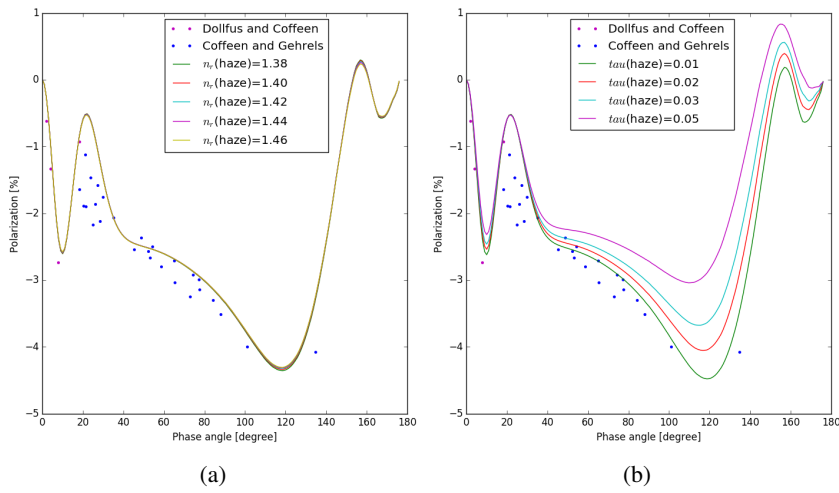 1%
0
−1
−2
−3
−4
−5
0 20 40 60 80 100 120 140 160 180
Polarization [%]
Phase angle [degree]
Dollfus and Coffeen
Coffeen and Gehrels
n_r(haze)=1.38
n_r(haze)=1.40
n_r(haze)=1.42
n_r(haze)=1.44
n_r(haze)=1.46
(a)
1%
0
−1
−2
−3
−4
−5
0 20 40 60 80 100 120 140 160 180
Polarization [%]
Phase angle [degree]
Dollfus and Coffeen
Coffeen and Gehrels
tau(haze)=0.01
tau(haze)=0.02
tau(haze)=0.03
tau(haze)=0.05
(b)